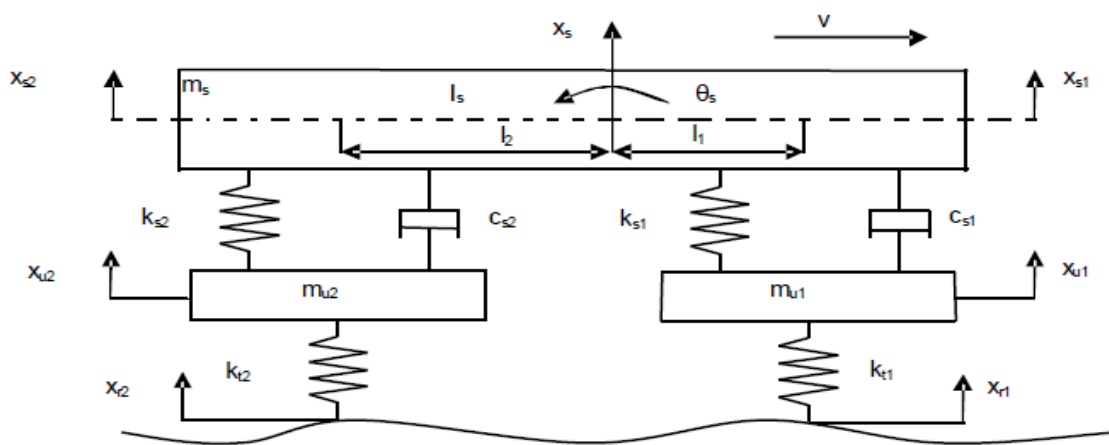 xₛ
v
xₛ₂
mₛ
Iₛ
θₛ
xₛ₁
l₂
l₁
kₛ₂
cₛ₂
kₛ₁
cₛ₁
xᵤ₂
mᵤ₂
mᵤ₁
xᵤ₁
xᵣ₂
kₜ₂
kₜ₁
xᵣ₁